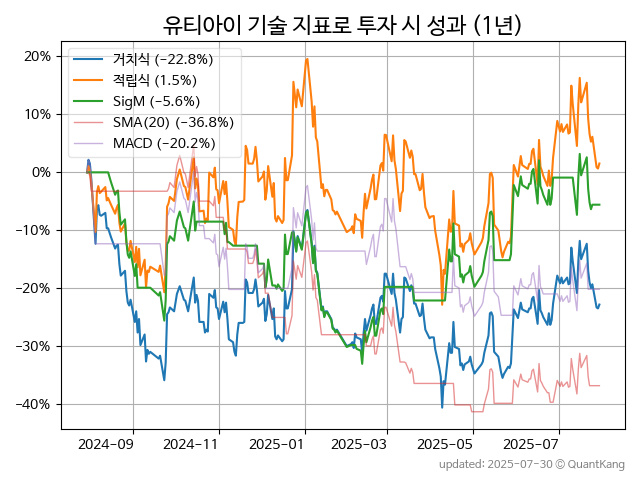 유티아이 기술 지표로 투자 시 성과 (1년)
20%
10%
0%
−10%
−20%
−30%
−40%
거치식 (−22.8%)
적립식 (1.5%)
SigM (−5.6%)
SMA(20) (−36.8%)
MACD (−20.2%)
2024-09
2024-11
2025-01
2025-03
2025-05
2025-07
updated: 2025-07-30 ⓒ QuantKang